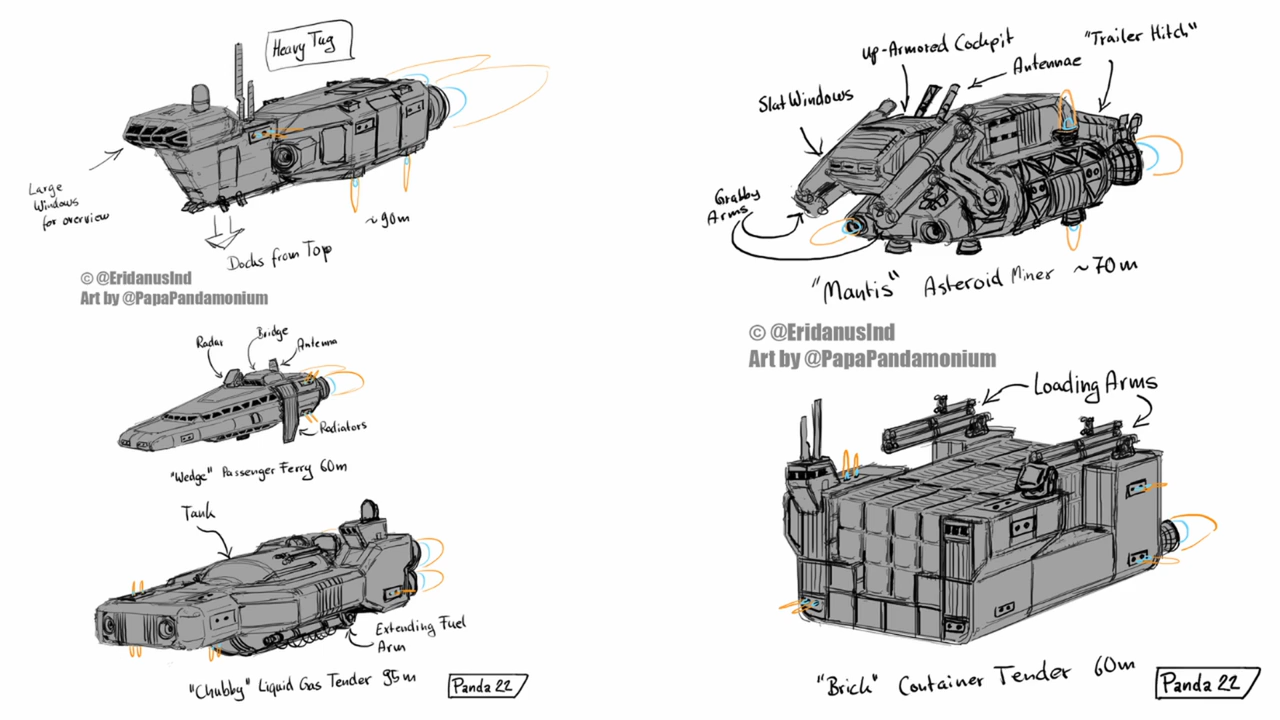 Heavy Tug
Large
Windows
for overview
~90m
Docks from Top
© @EridanusInd
Art by @PapaPandamonium
Radar
Bridge
Antenna
Radiators
"Wedge" Passenger Ferry 60m
Tank
Extending Fuel
Arm
"Chubby" Liquid Gas Tender 95m
Panda 22
up-Armored Cockpit
"Trailer Hitch"
Antennae
Slat Windows
Grabby
Arms
"Mantis" Asteroid Miner ~70m
© @EridanusInd
Art by @PapaPandamonium
Loading Arms
"Brick" Container Tender 60m
Panda 22